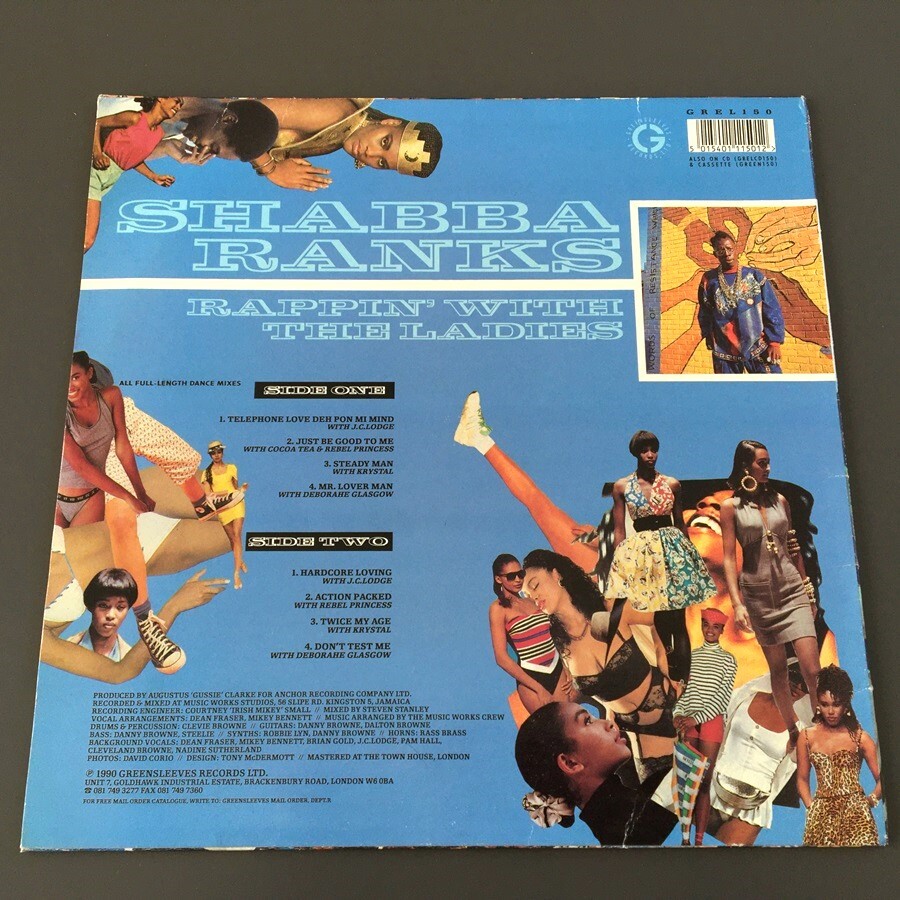 GREL150
5 015401 115012 >
ALSO ON CD (GRELCD150)
& CASSETTE (GREEN150)
G
SHABBA
RANKS
RAPPIN' WITH
THE LADIES
WORDS OF RESISTANCE
ALL FULL-LENGTH DANCE MIXES
SIDE ONE
1. TELEPHONE LOVE DEH PON MI MIND
WITH J.C.LODGE
2. JUST BE GOOD TO ME
WITH COCOA TEA & REBEL PRINCESS
3. STEADY MAN
WITH KRYSTAL
4. MR. LOVER MAN
WITH DEBORAHE GLASGOW
SIDE TWO
1. HARDCORE LOVING
WITH J.C.LODGE
2. ACTION PACKED
WITH REBEL PRINCESS
3. TWICE MY AGE
WITH KRYSTAL
4. DON'T TEST ME
WITH DEBORAHE GLASGOW
PRODUCED BY AUGUSTUS 'GUSSIE' CLARKE FOR ANCHOR RECORDING COMPANY LTD.
RECORDED & MIXED AT MUSIC WORKS STUDIOS, 56 SLIPE RD. KINGSTON 5, JAMAICA
RECORDING ENGINEER: COURTNEY 'IRISH MIKEY' SMALL // MIXED BY STEVEN STANLEY
VOCAL ARRANGEMENTS: DEAN FRASER, MIKEY BENNETT // MUSIC ARRANGED BY THE MUSIC WORKS CREW
DRUMS & PERCUSSION: CLEVIE BROWNE // GUITARS: DANNY BROWNE, DALTON BROWNE
BASS: DANNY BROWNE, STEELIE // SYNTHS: ROBBIE LYN, DANNY BROWNE // HORNS: RASS BRASS
BACKGROUND VOCALS: DEAN FRASER, MIKEY BENNETT, BRIAN GOLD, J.C.LODGE, PAM HALL,
CLEVELAND BROWNE, NADINE SUTHERLAND
PHOTOS: DAVID CORIO // DESIGN: TONY McDERMOTT // MASTERED AT THE TOWN HOUSE, LONDON
℗ 1990 GREENSLEEVES RECORDS LTD.
UNIT 7, GOLDHAWK INDUSTRIAL ESTATE, BRACKENBURY ROAD, LONDON W6 0BA
☎ 081 749 3277 FAX 081 749 7360
FOR FREE MAIL ORDER CATALOGUE, WRITE TO: GREENSLEEVES MAIL ORDER, DEPT.R